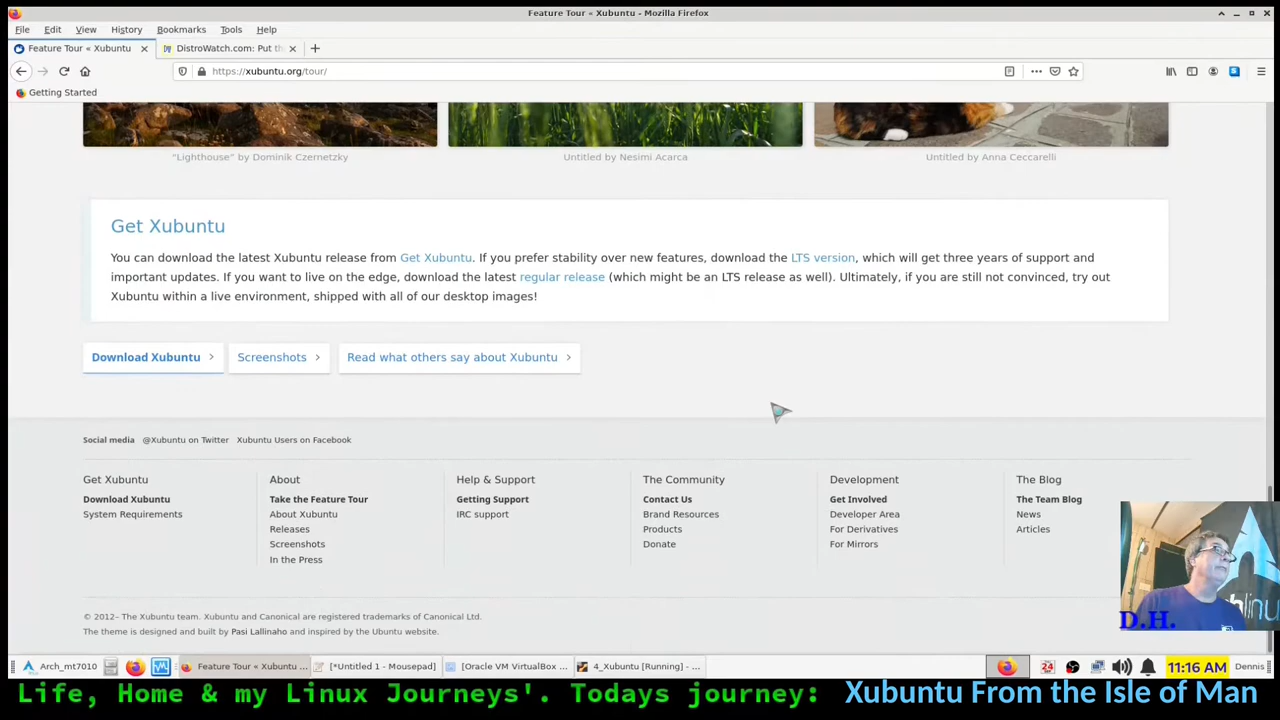 Feature Tour « Xubuntu - Mozilla Firefox
File Edit View History Bookmarks Tools Help
Feature Tour « Xubuntu
DistroWatch.com: Put th
https://xubuntu.org/tour/
Getting Started
"Lighthouse" by Dominik Czernetzky
Untitled by Nesimi Acarca
Untitled by Anna Ceccarelli
Get Xubuntu
You can download the latest Xubuntu release from Get Xubuntu. If you prefer stability over new features, download the LTS version, which will get three years of support and
important updates. If you want to live on the edge, download the latest regular release (which might be an LTS release as well). Ultimately, if you are still not convinced, try out
Xubuntu within a live environment, shipped with all of our desktop images!
Download Xubuntu
Screenshots
Read what others say about Xubuntu
Social media @Xubuntu on Twitter Xubuntu Users on Facebook
Get Xubuntu
Download Xubuntu
System Requirements
About
Take the Feature Tour
About Xubuntu
Releases
Screenshots
In the Press
Help & Support
Getting Support
IRC support
The Community
Contact Us
Brand Resources
Products
Donate
Development
Get Involved
Developer Area
For Derivatives
For Mirrors
The Blog
The Team Blog
News
Articles
D.H.
© 2012– The Xubuntu team. Xubuntu and Canonical are registered trademarks of Canonical Ltd.
The theme is designed and built by Pasi Lallinaho and inspired by the Ubuntu website.
Arch_mt7010
Feature Tour « Xubuntu ...
[*Untitled 1 - Mousepad]
[Oracle VM VirtualBox ...
4_Xubuntu [Running] - ...
24
11:16 AM
Dennis
Life, Home & my Linux Journeys'. Todays journey: Xubuntu From the Isle of Man